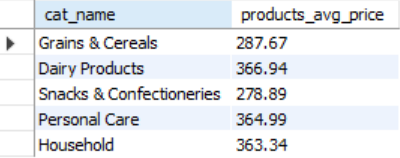 cat_name products_avg_price
Grains & Cereals 287.67
Dairy Products 366.94
Snacks & Confectioneries 278.89
Personal Care 364.99
Household 363.34